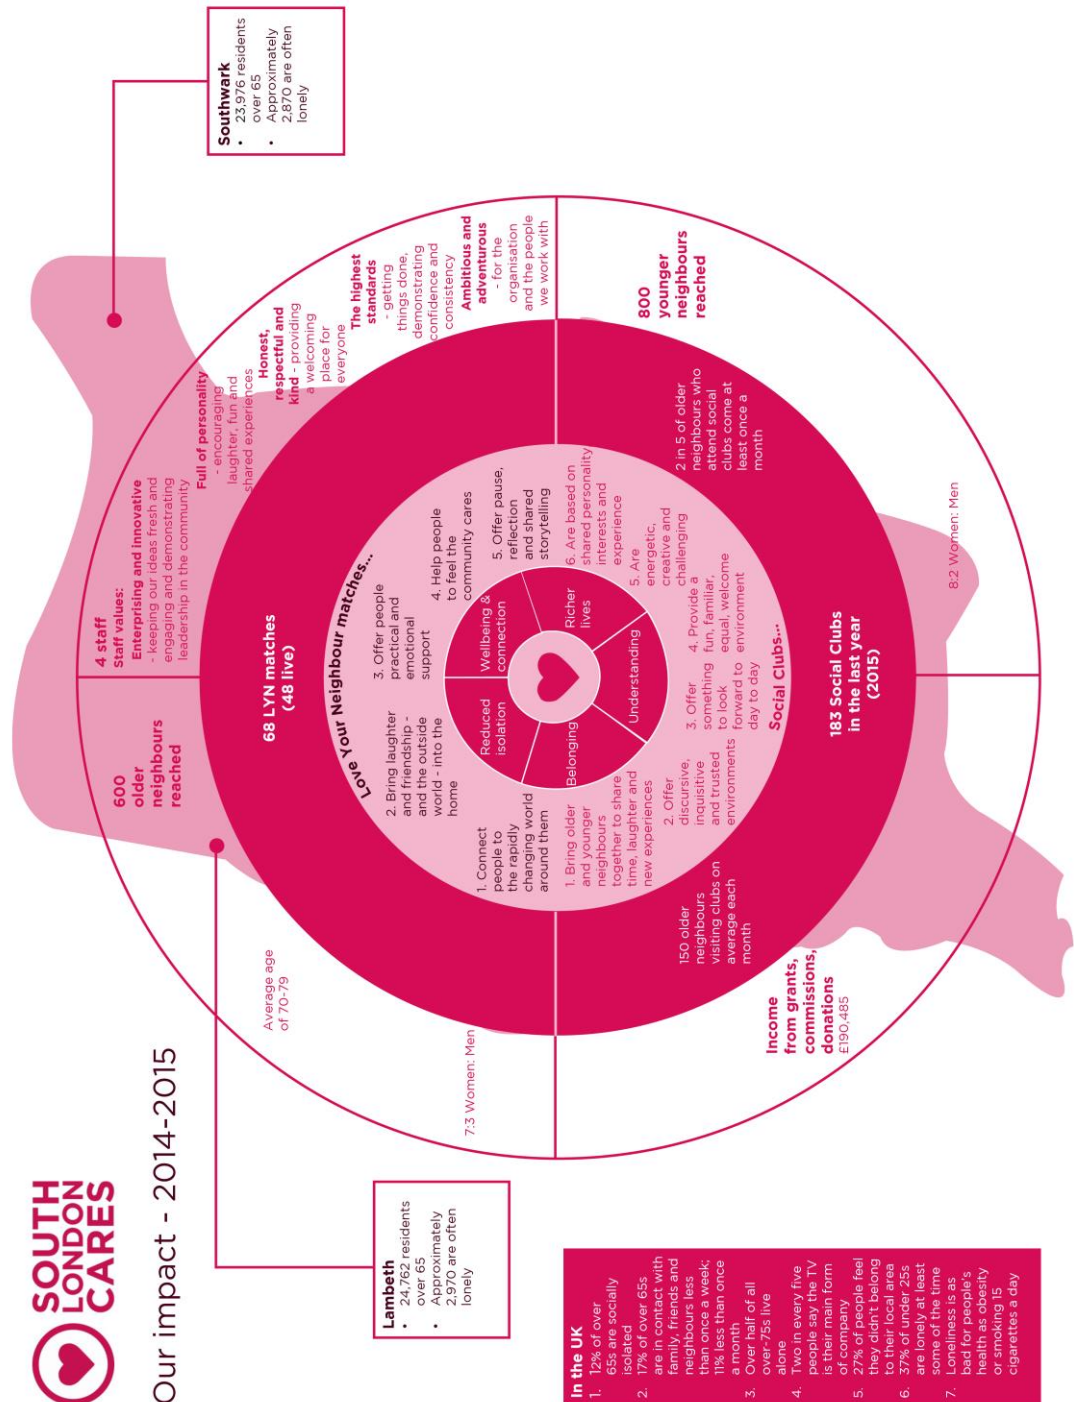 SOUTH
LONDON
CARES
Our impact - 2014-2015
Lambeth
• 24,762 residents
over 65
• Approximately
2,970 are often
lonely
Southwark
• 23,976 residents
over 65
• Approximately
2,870 are often
lonely
In the UK
1. 12% of over
65s are socially
isolated
2. 17% of over 65s
are in contact with
family, friends and
neighbours less
than once a week;
11% less than once
a month
3. Over half of all
over-75s live
alone
4. Two in every five
people say the TV
is their main form
of company
5. 27% of people feel
they didn't belong
to their local area
6. 37% of under 25s
are lonely at least
some of the time
7. Loneliness is as
bad for people's
health as obesity
or smoking 15
cigarettes a day
600
older
neighbours
reached
Average age
of 70-79
7:3 Women: Men
4 staff
Staff values:
Enterprising and innovative
- keeping our ideas fresh and
engaging and demonstrating
leadership in the community
Full of personality
- encouraging
laughter, fun and
shared experiences
Honest,
respectful and
kind - providing
a welcoming
place for
everyone
The highest
standards
- getting
things done,
demonstrating
confidence and
consistency
Ambitious and
adventurous
- for the
organisation
and the people
we work with
68 LYN matches
(48 live)
Love Your Neighbour matches...
1. Connect
people to
the rapidly
changing world
around them
2. Bring laughter
and friendship -
and the outside
world - into the
home
3. Offer people
practical and
emotional
support
4. Help people
to feel the
community cares
5. Offer pause,
reflection
and shared
storytelling
Reduced
isolation
Wellbeing &
connection
Richer
lives
Understanding
Belonging
1. Bring older
and younger
neighbours
together to share
time, laughter and
new experiences
2. Offer
discursive,
inquisitive
and trusted
environments
3. Offer
something
to look
forward to
day to day
4. Provide a
fun, familiar,
equal, welcome
environment
5. Are
energetic,
creative and
challenging
6. Are based on
shared personality
interests and
experience
Social Clubs...
150 older
neighbours
visiting clubs on
average each
month
183 Social Clubs
in the last year
(2015)
2 in 5 of older
neighbours who
attend social
clubs come at
least once a
month
Income
from grants,
commissions,
donations
£190,485
800
younger
neighbours
reached
8:2 Women: Men